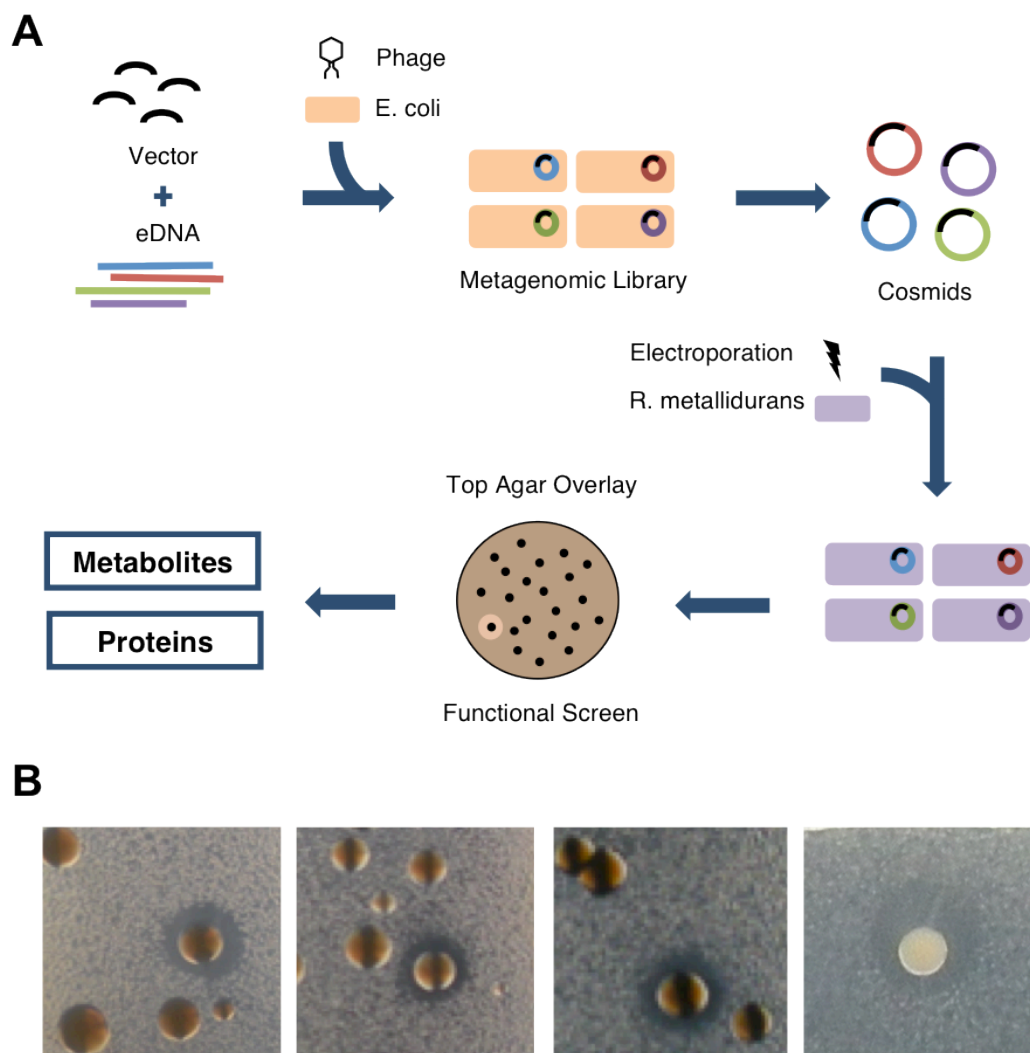 A
Phage
E. coli
Vector
+
eDNA
Metagenomic Library
Cosmids
Electroporation
R. metallidurans
Top Agar Overlay
Metabolites
Proteins
Functional Screen
B